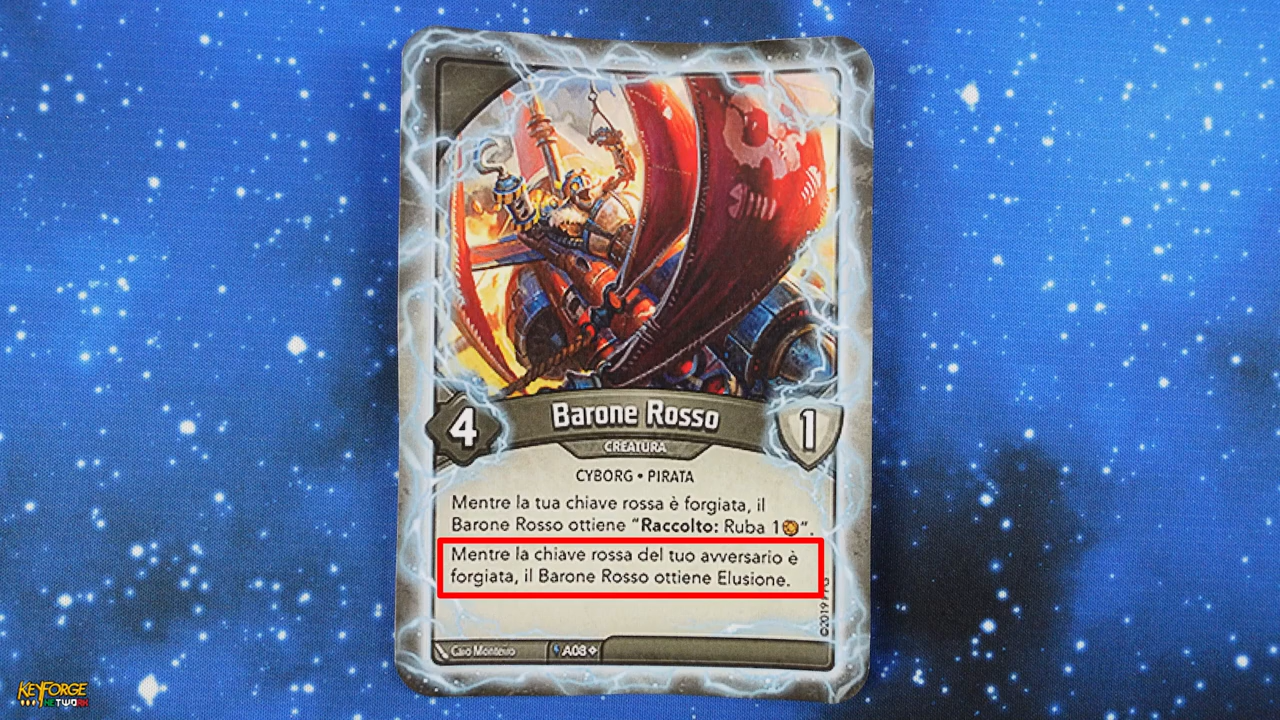 4
Barone Rosso
1
CREATURA
CYBORG • PIRATA
Mentre la tua chiave rossa è forgiata, il
Barone Rosso ottiene “Raccolto: Ruba 1”.
Mentre la chiave rossa del tuo avversario è
forgiata, il Barone Rosso ottiene Elusione.
Caio Monteiro
A08
KEYFORGE
NETWORK